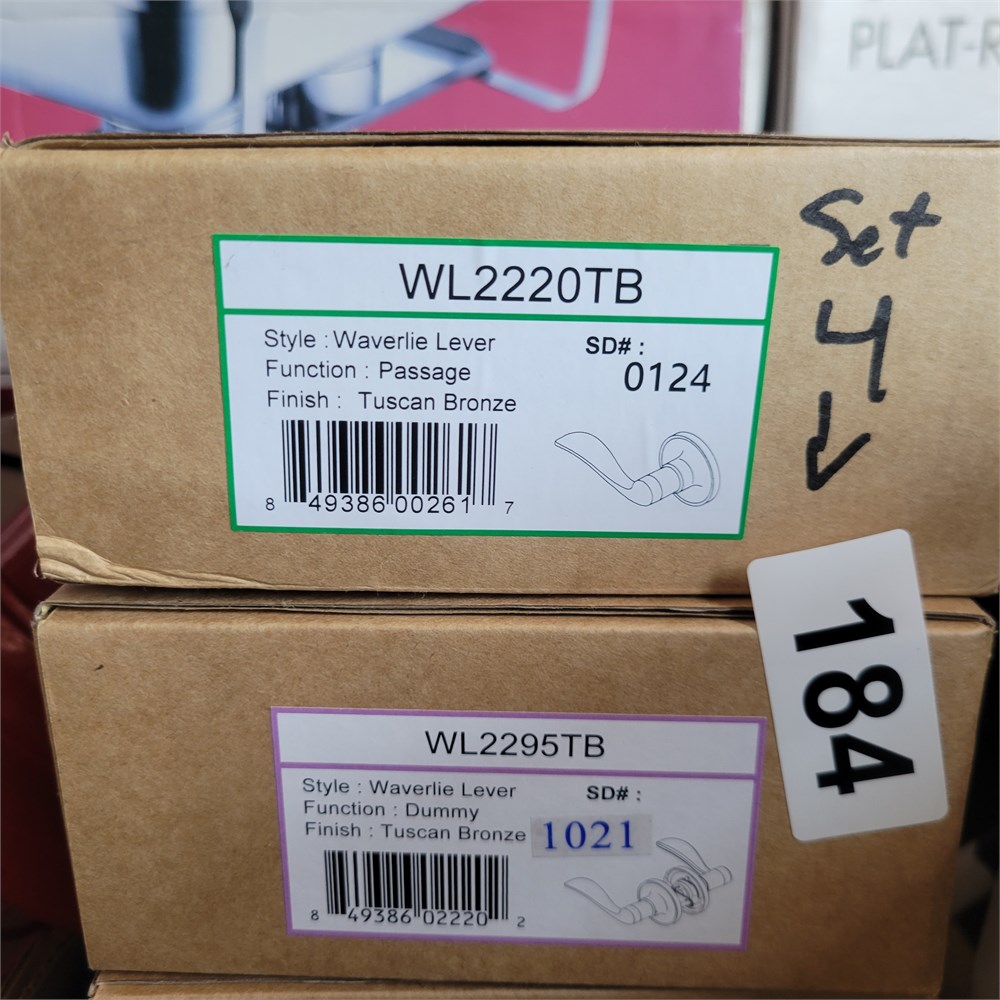 PLAT-R
Set
4
WL2220TB
Style : Waverlie Lever
SD# :
Function : Passage
0124
Finish : Tuscan Bronze
8 49386 00261 7
184
WL2295TB
Style : Waverlie Lever
SD# :
Function : Dummy
Finish : Tuscan Bronze
1021
8 49386 02220 2